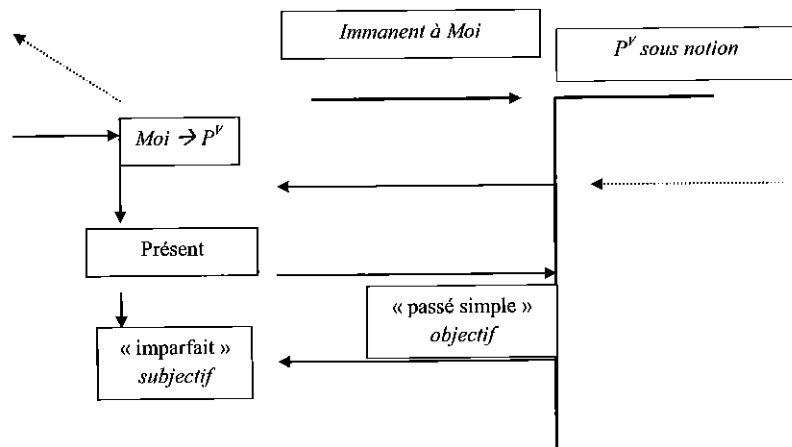 Immanent à Moi
P^V sous notion
Moi → P^V
Présent
« passé simple »
objectif
« imparfait »
subjectif